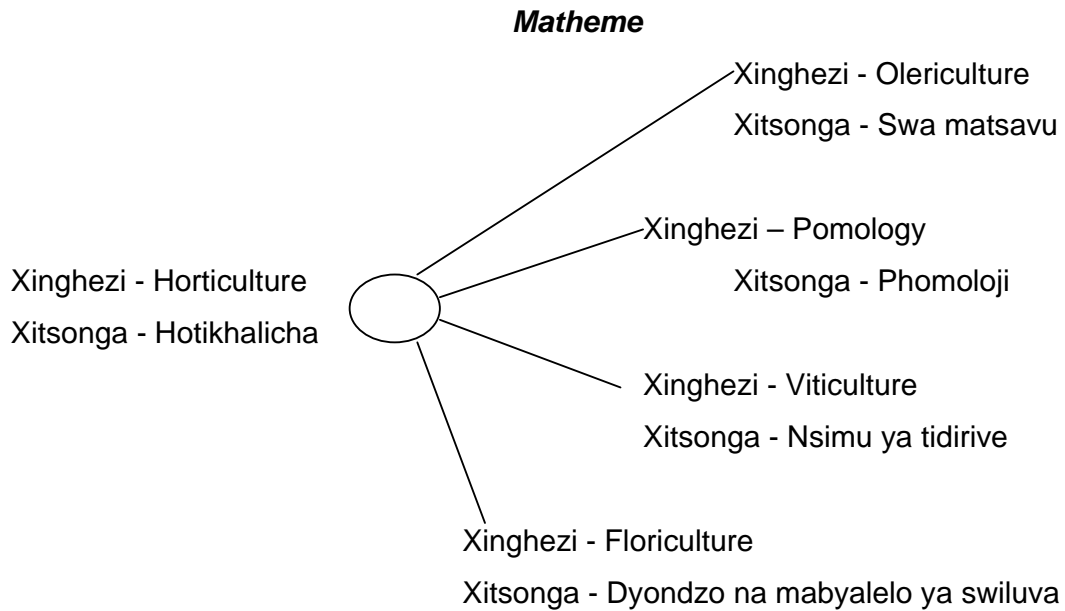 Matheme
Xinghezi - Olericulture
Xitsonga - Swa matsavu
Xinghezi – Pomology
Xitsonga - Phomoloji
Xinghezi - Horticulture
Xitsonga - Hotikhalicha
Xinghezi - Viticulture
Xitsonga - Nsimu ya tidirive
Xinghezi - Floriculture
Xitsonga - Dyondzo na mabyalelo ya swiluva